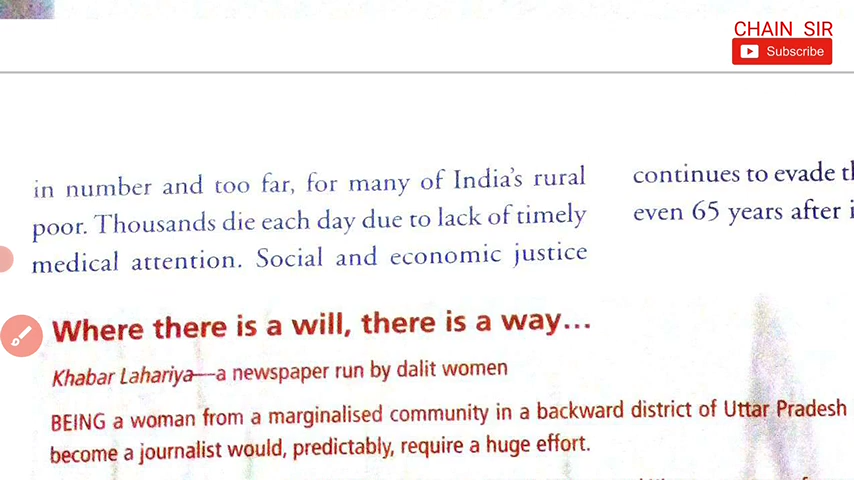 CHAIN SIR
Subscribe
in number and too far, for many of India's rural
poor. Thousands die each day due to lack of timely
medical attention. Social and economic justice
continues to evade
even 65 years after
Where there is a will, there is a way...
Khabar Lahariya—a newspaper run by dalit women
BEING a woman from a marginalised community in a backward district of Uttar Pradesh
become a journalist would, predictably, require a huge effort.